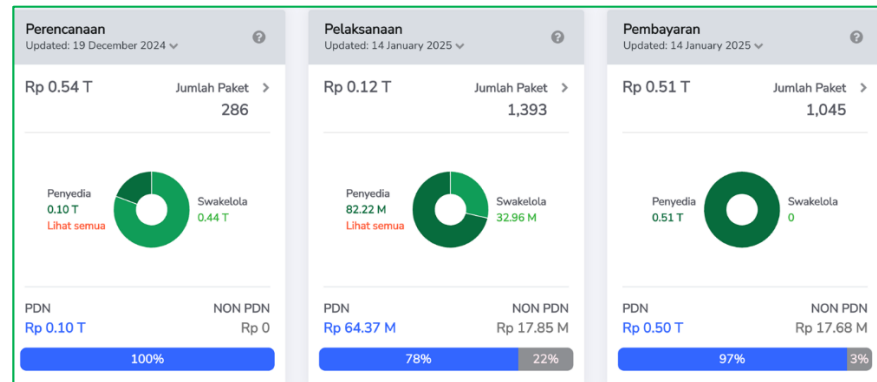 Perencanaan
Updated: 19 December 2024
Rp 0.54 T
Jumlah Paket >
286
Penyedia
0.10 T
Lihat semua
Swakelola
0.44 T
PDN
Rp 0.10 T
NON PDN
Rp 0
100%
Pelaksanaan
Updated: 14 January 2025
Rp 0.12 T
Jumlah Paket >
1,393
Penyedia
82.22 M
Lihat semua
Swakelola
32.96 M
PDN
Rp 64.37 M
NON PDN
Rp 17.85 M
78%
22%
Pembayaran
Updated: 14 January 2025
Rp 0.51 T
Jumlah Paket >
1,045
Penyedia
0.51 T
Swakelola
0
PDN
Rp 0.50 T
NON PDN
Rp 17.68 M
97%
3%